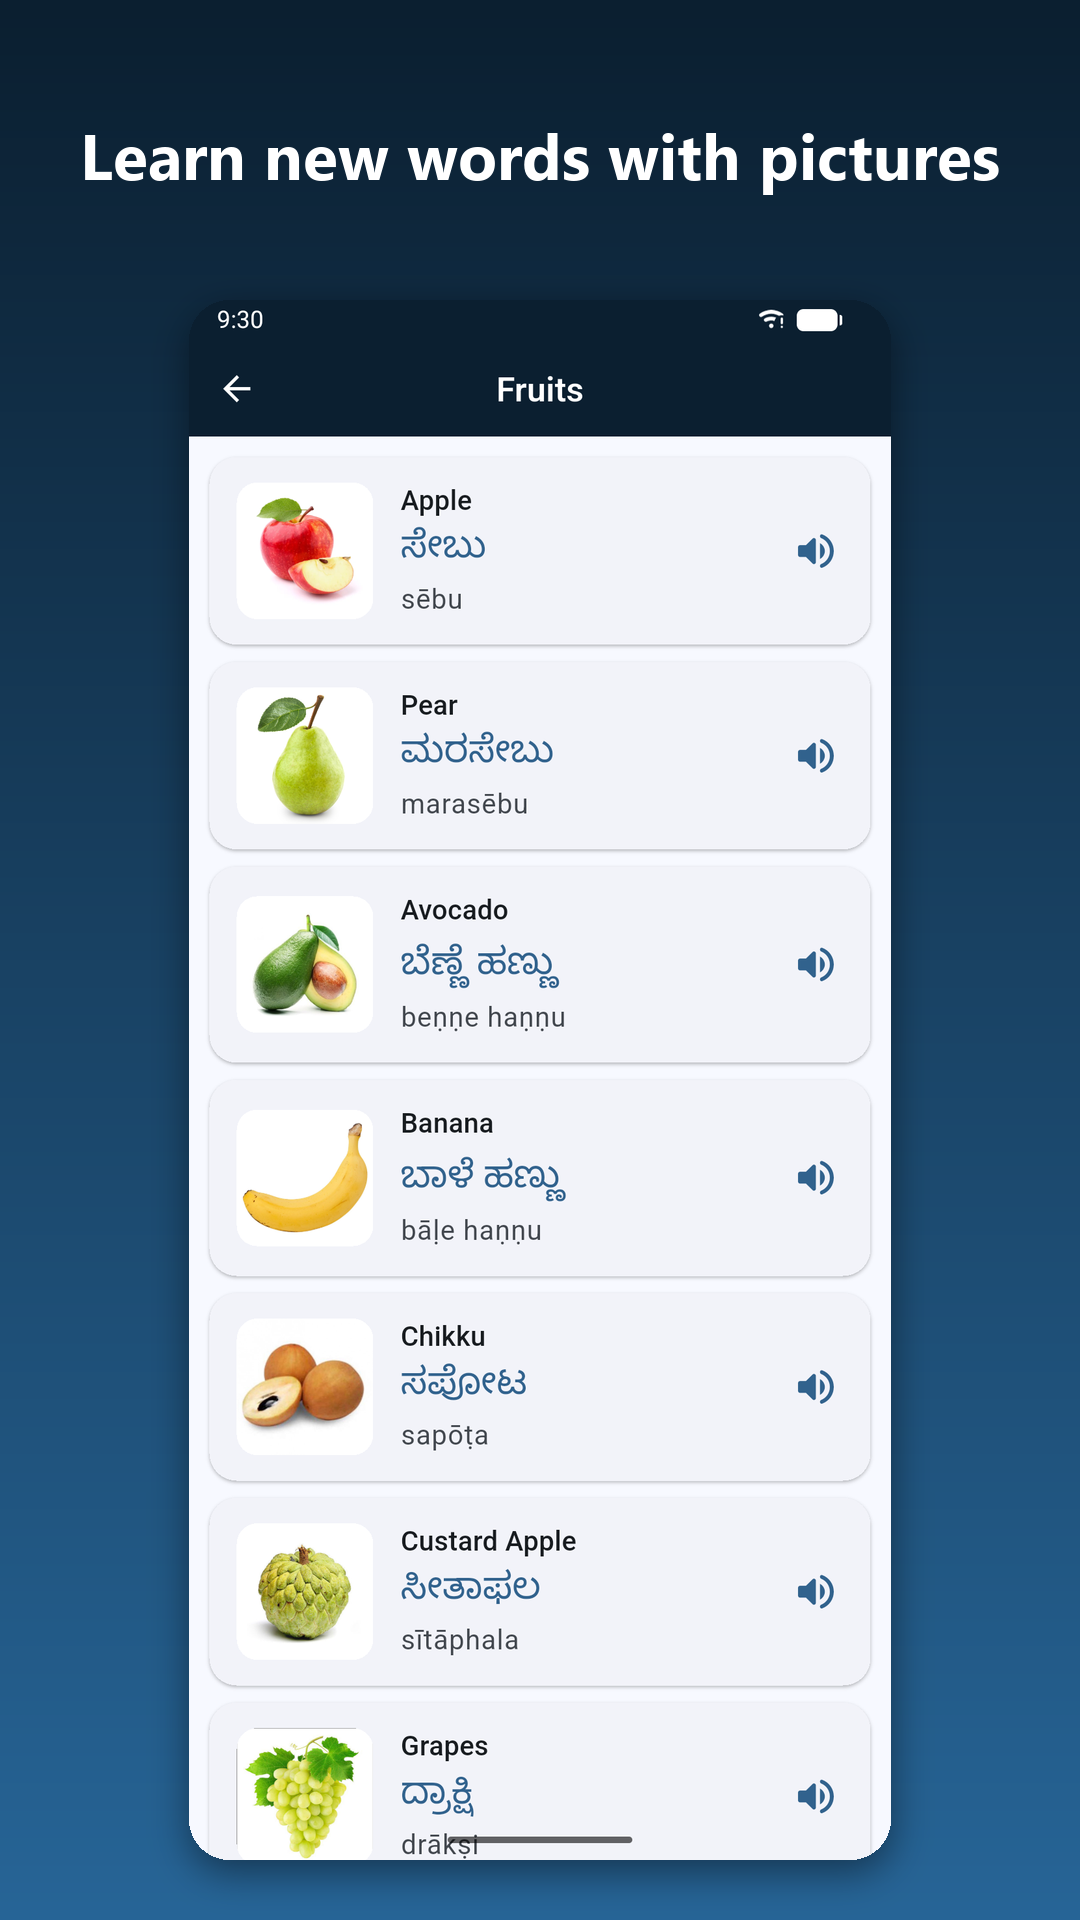 Learn new words with pictures
9:30
Fruits
Apple
ಸೇಬು
sēbu
Pear
ಮರಸೇಬು
marasēbu
Avocado
ಬೆಣ್ಣೆ ಹಣ್ಣು
beṇṇe haṇṇu
Banana
ಬಾಳೆ ಹಣ್ಣು
bāḷe haṇṇu
Chikku
ಸಪೋಟ
sapōṭa
Custard Apple
ಸೀತಾಫಲ
sītāphala
Grapes
ದ್ರಾಕ್ಷಿ
drākṣi